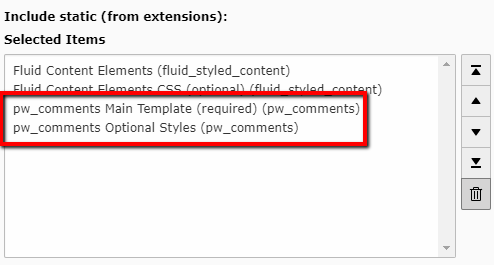 Include static (from extensions):
Selected Items
Fluid Content Elements (fluid_styled_content)
Fluid Content Elements CSS (optional) (fluid_styled_content)
pw_comments Main Template (required) (pw_comments)
pw_comments Optional Styles (pw_comments)